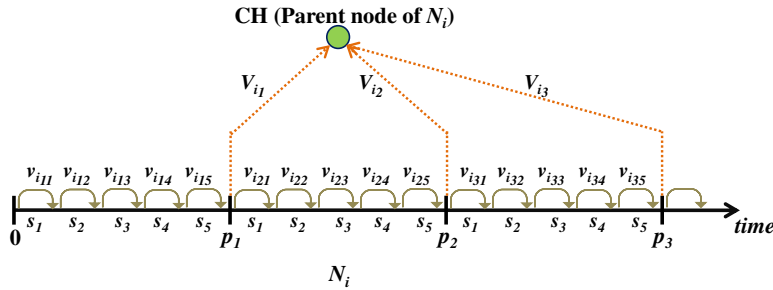 CH (Parent node of Ni)
Vi1 Vi2 Vi3
vi11 vi12 vi13 vi14 vi15 vi21 vi22 vi23 vi24 vi25 vi31 vi32 vi33 vi34 vi35
s1 s2 s3 s4 s5 s1 s2 s3 s4 s5 s1 s2 s3 s4 s5
0 p1 p2 p3 time
Ni